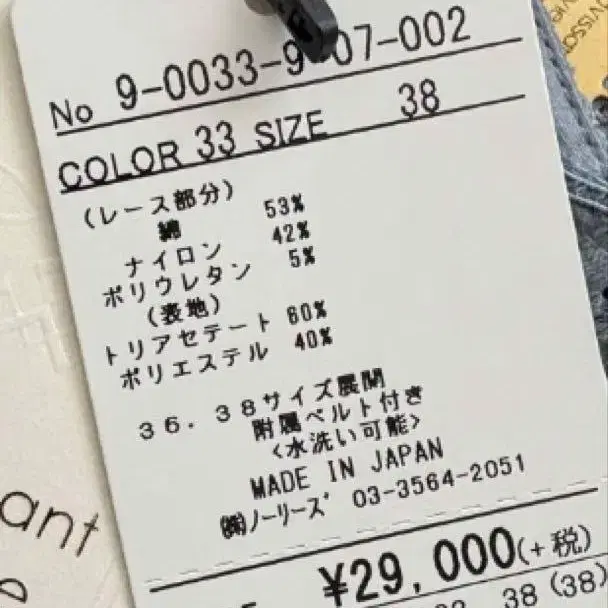 No 9-0033-9-07-002
COLOR 33 SIZE 38
(レース部分)
綿 53%
ナイロン 42%
ポリウレタン 5%
(表地)
トリアセテート 60%
ポリエステル 40%
36.38サイズ展開
附属ベルト付き
<水洗い可能>
MADE IN JAPAN
㈱ノーリーズ 03-3564-2051
¥29,000(+税)
38 (38)
ant